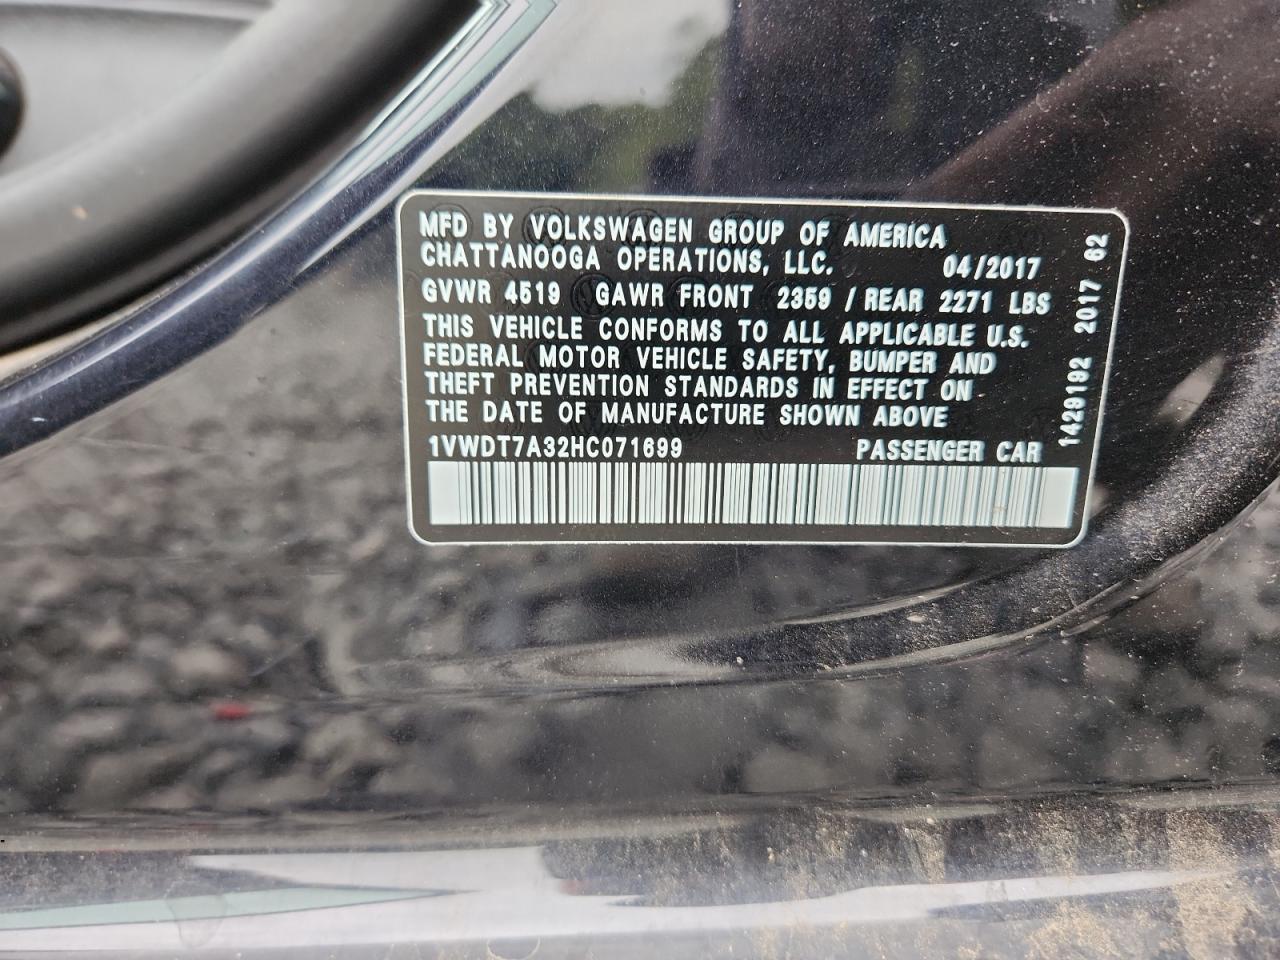 MFD BY VOLKSWAGEN GROUP OF AMERICA
CHATTANOOGA OPERATIONS, LLC. 04/2017
GVWR 4519 GAWR FRONT 2359 / REAR 2271 LBS
THIS VEHICLE CONFORMS TO ALL APPLICABLE U.S.
FEDERAL MOTOR VEHICLE SAFETY, BUMPER AND
THEFT PREVENTION STANDARDS IN EFFECT ON
THE DATE OF MANUFACTURE SHOWN ABOVE
1VWDT7A32HC071699 PASSENGER CAR
1429192 2017 62